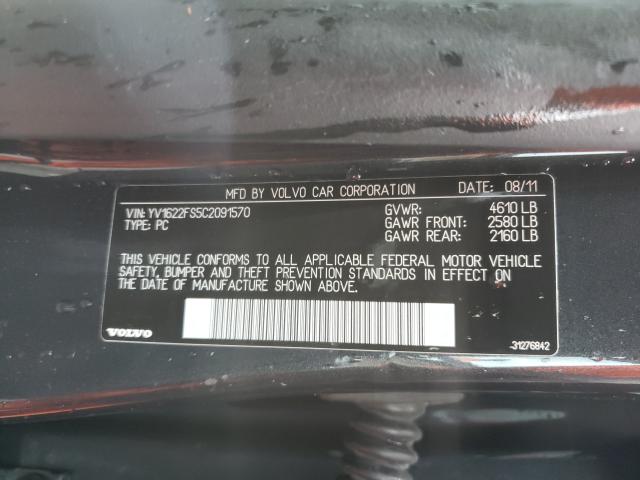 MFD BY VOLVO CAR CORPORATION DATE: 08/11
VIN: YV1622FS5C2091570 GVWR: 4610 LB
TYPE: PC GAWR FRONT: 2580 LB
GAWR REAR: 2160 LB
THIS VEHICLE CONFORMS TO ALL APPLICABLE FEDERAL MOTOR VEHICLE
SAFETY, BUMPER AND THEFT PREVENTION STANDARDS IN EFFECT ON
THE DATE OF MANUFACTURE SHOWN ABOVE.
VOLVO 31276842